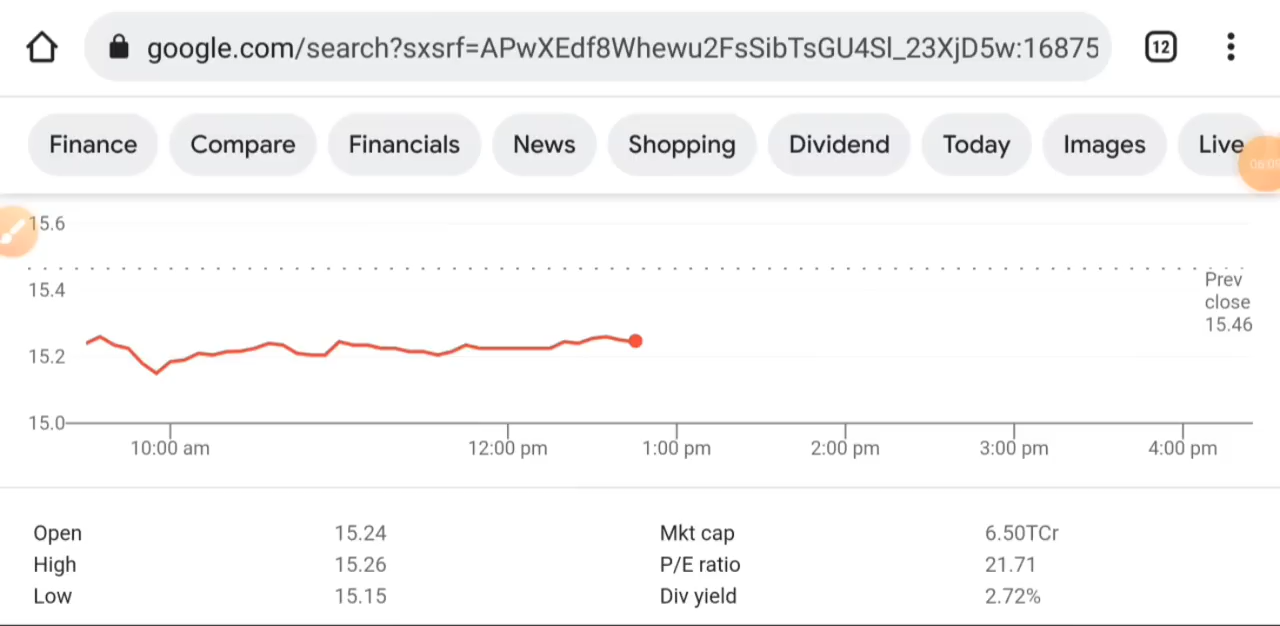 google.com/search?sxsrf=APwXEdf8Whewu2FsSibTsGU4Sl_23XjD5w:16875
12
Finance Compare Financials News Shopping Dividend Today Images Live
15.6
15.4
Prev
close
15.46
15.2
15.0
10:00 am 12:00 pm 1:00 pm 2:00 pm 3:00 pm 4:00 pm
Open 15.24 Mkt cap 6.50TCr
High 15.26 P/E ratio 21.71
Low 15.15 Div yield 2.72%